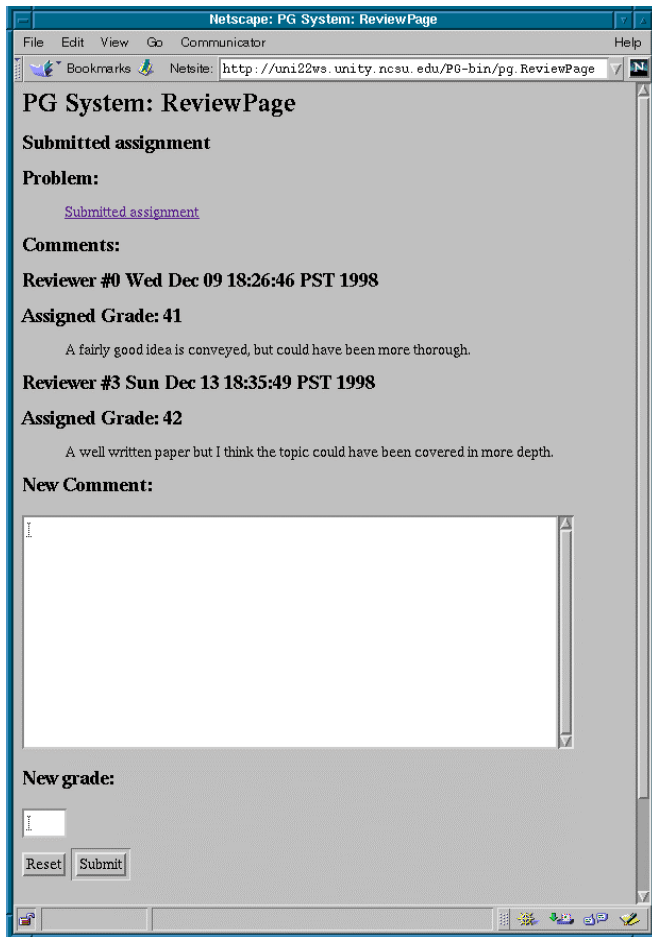 Netscape: PG System: ReviewPage
File Edit View Go Communicator Help
Bookmarks Netsite: http://uni22ws.unity.ncsu.edu/PG-bin/pg.ReviewPage N
PG System: ReviewPage
Submitted assignment
Problem:
Submitted assignment
Comments:
Reviewer #0 Wed Dec 09 18:26:46 PST 1998
Assigned Grade: 41
A fairly good idea is conveyed, but could have been more thorough.
Reviewer #3 Sun Dec 13 18:35:49 PST 1998
Assigned Grade: 42
A well written paper but I think the topic could have been covered in more depth.
New Comment:
New grade:
Reset Submit